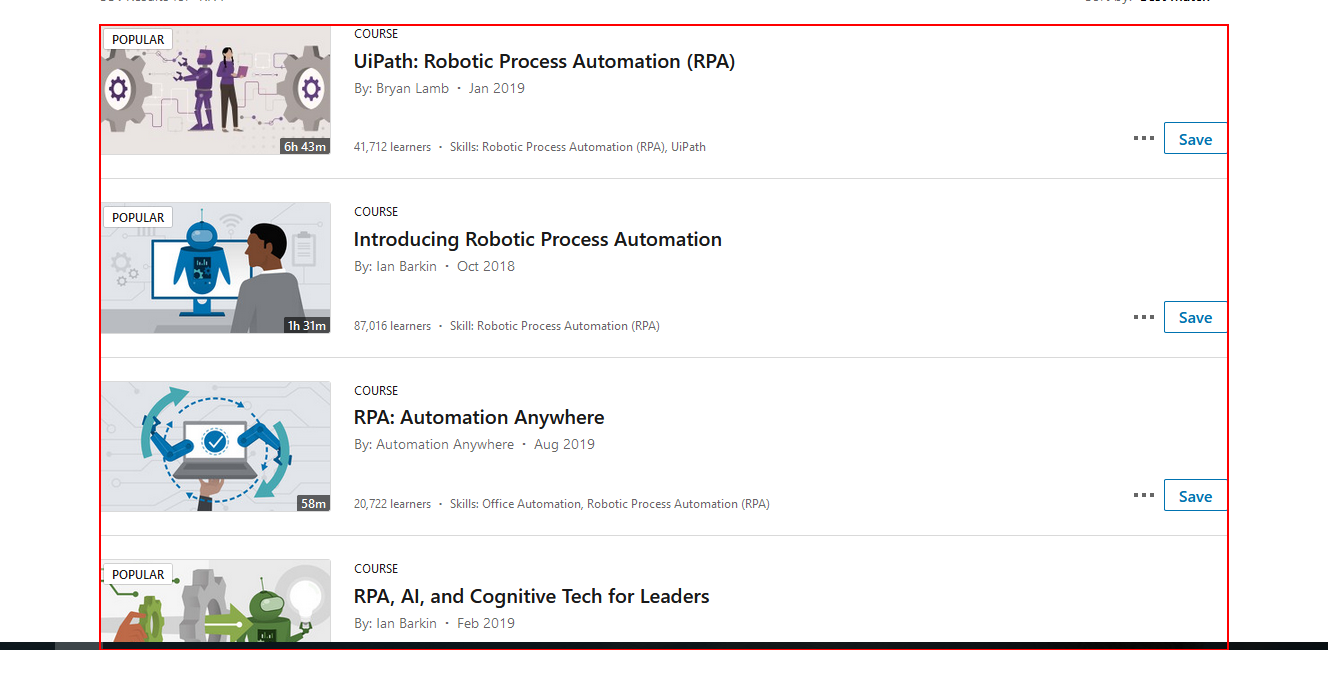 POPULAR
6h 43m
COURSE
UiPath: Robotic Process Automation (RPA)
By: Bryan Lamb • Jan 2019
41,712 learners • Skills: Robotic Process Automation (RPA), UiPath
Save
POPULAR
1h 31m
COURSE
Introducing Robotic Process Automation
By: Ian Barkin • Oct 2018
87,016 learners • Skill: Robotic Process Automation (RPA)
Save
58m
COURSE
RPA: Automation Anywhere
By: Automation Anywhere • Aug 2019
20,722 learners • Skills: Office Automation, Robotic Process Automation (RPA)
Save
POPULAR
COURSE
RPA, AI, and Cognitive Tech for Leaders
By: Ian Barkin • Feb 2019